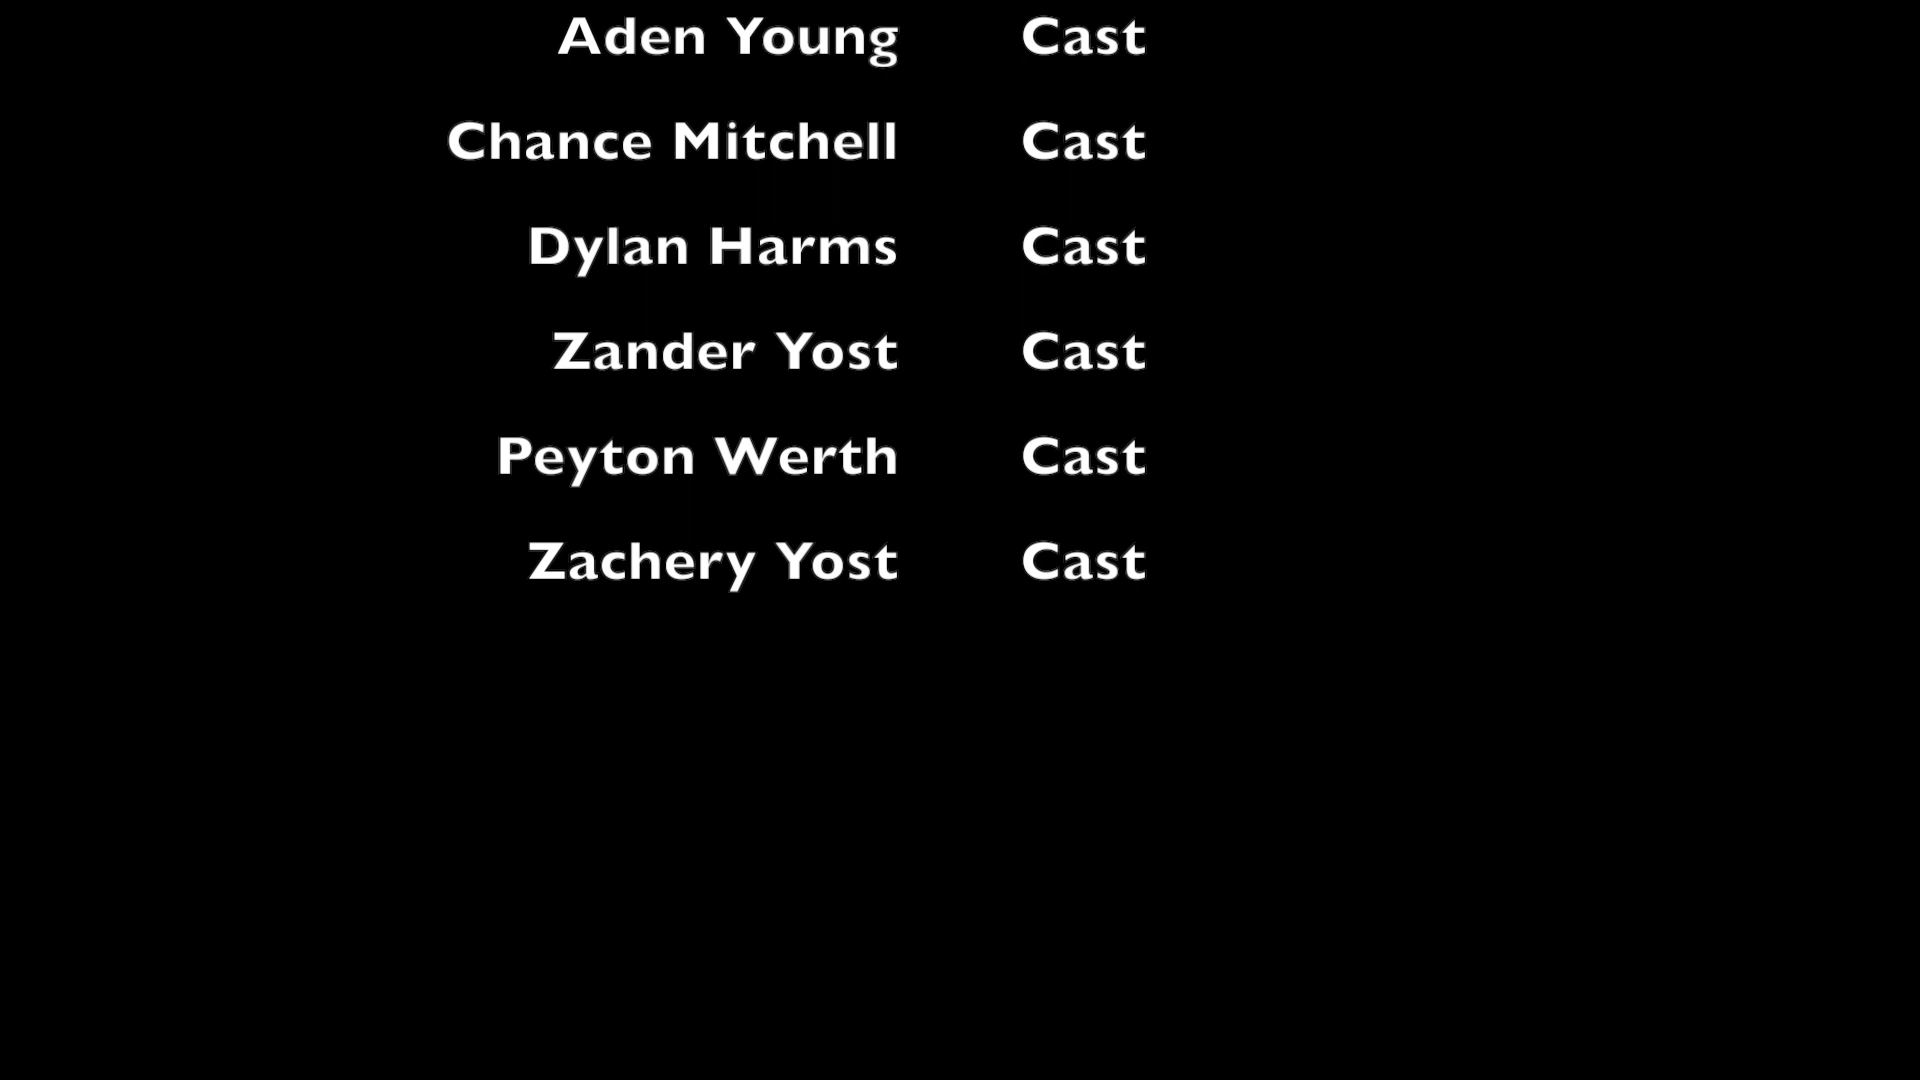 Aden Young Cast
Chance Mitchell Cast
Dylan Harms Cast
Zander Yost Cast
Peyton Werth Cast
Zachery Yost Cast